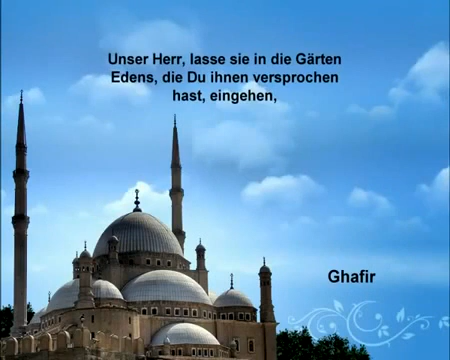 Unser Herr, lasse sie in die Gärten
Edens, die Du ihnen versprochen
hast, eingehen,
Ghafir